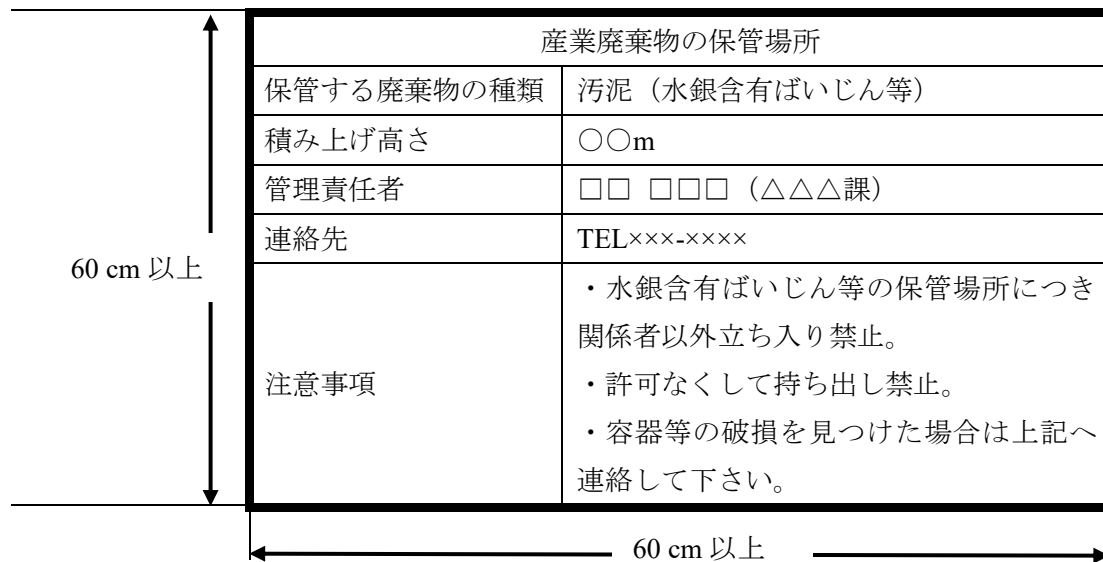 産業廃棄物の保管場所
保管する廃棄物の種類 汚泥（水銀含有ばいじん等）
積み上げ高さ ○○m
管理責任者 □□ □□□（△△△課）
連絡先 TEL×××-××××
60 cm 以上
注意事項
・水銀含有ばいじん等の保管場所につき
関係者以外立ち入り禁止。
・許可なくして持ち出し禁止。
・容器等の破損を見つけた場合は上記へ
連絡して下さい。
60 cm 以上